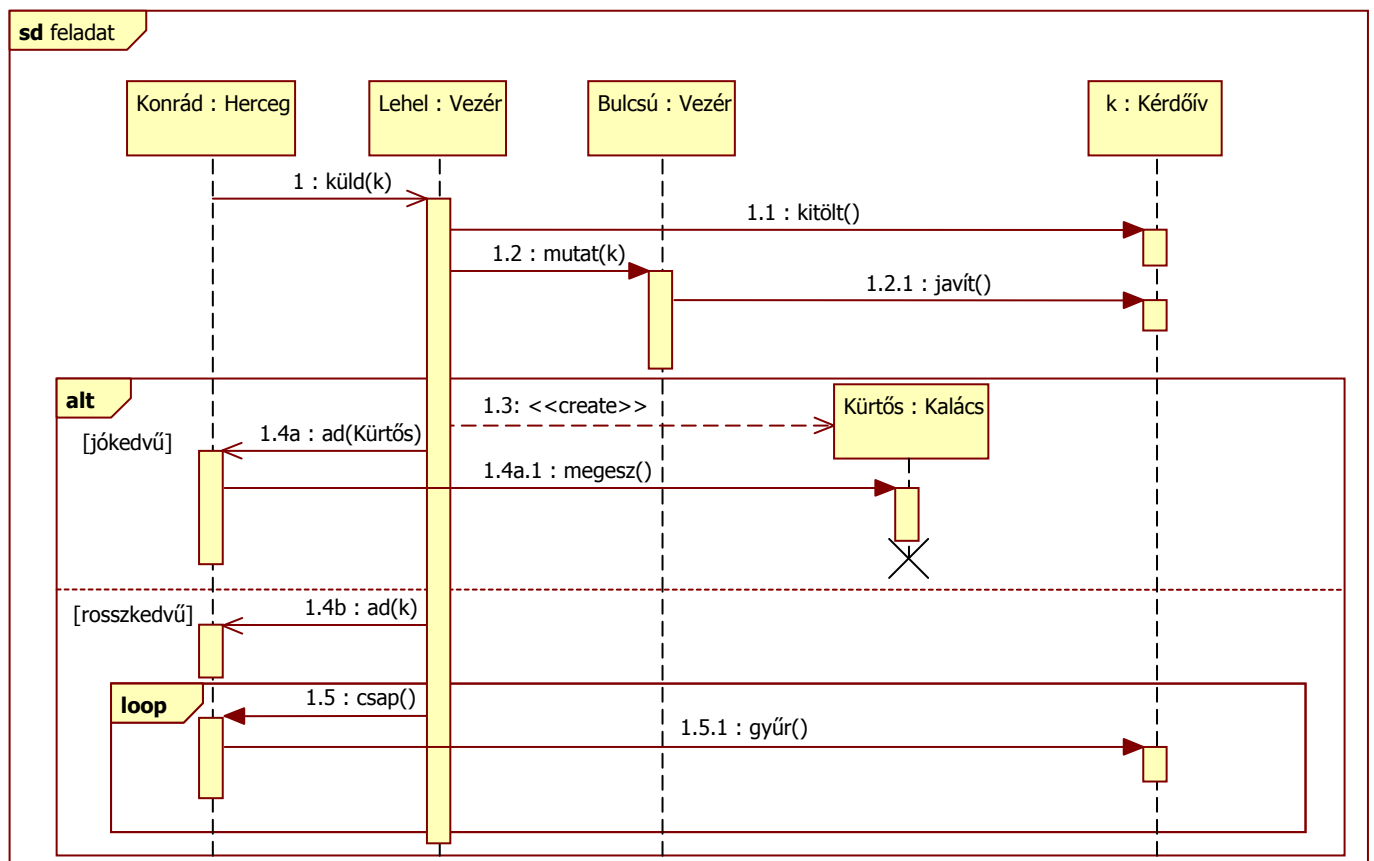 sd feladat
Konrád : Herceg
Lehel : Vezér
Bulcsú : Vezér
k : Kérdőív
1 : küld(k)
1.1 : kitölt()
1.2 : mutat(k)
1.2.1 : javít()
alt
[jókedvű]
1.3: <<create>>
Kürtős : Kalács
1.4a : ad(Kürtős)
1.4a.1 : megesz()
[rosszkedvű]
1.4b : ad(k)
loop
1.5 : csap()
1.5.1 : gyűr()